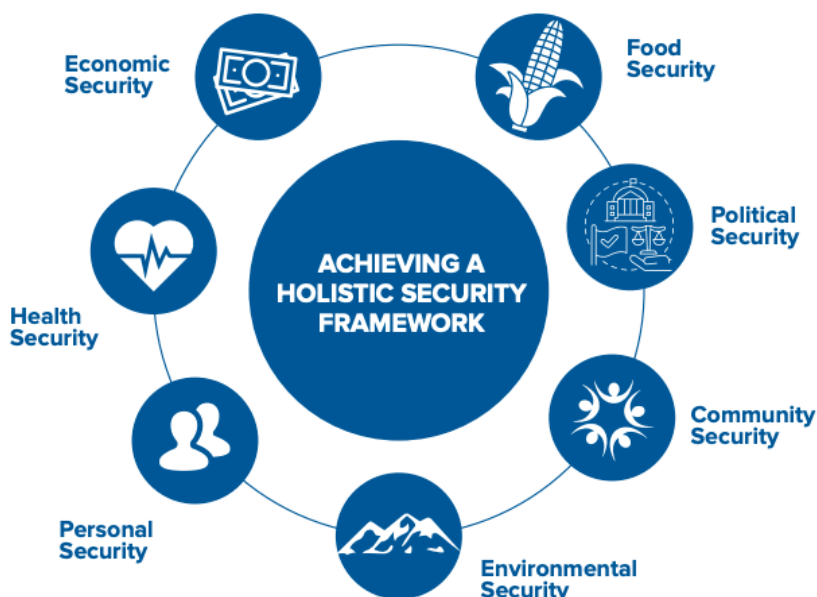 Economic
Security
Food
Security
Political
Security
ACHIEVING A
HOLISTIC SECURITY
FRAMEWORK
Health
Security
Community
Security
Personal
Security
Environmental
Security